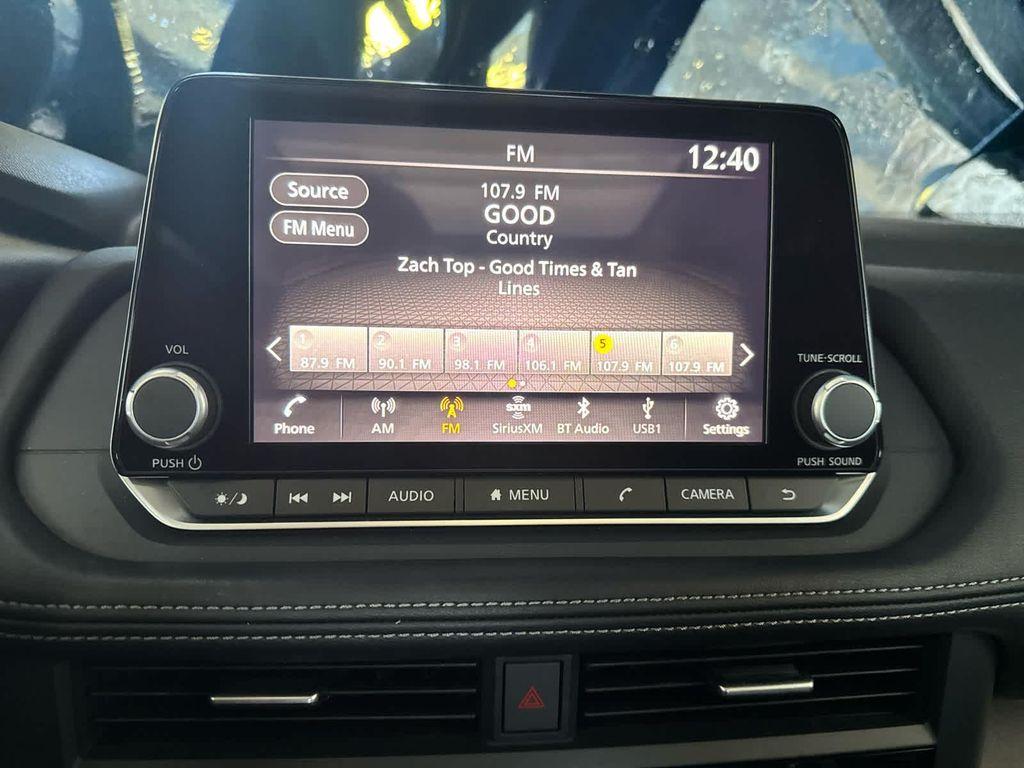 FM
12:40
Source
107.9 FM
GOOD
FM Menu
Country
Zach Top - Good Times & Tan
Lines
1 2 3 4 5 6
87.9 FM 90.1 FM 98.1 FM 106.1 FM 107.9 FM 107.9 FM
sxm
Phone AM FM SiriusXM BT Audio USB1 Settings
VOL
TUNE·SCROLL
PUSH
PUSH SOUND
AUDIO MENU CAMERA